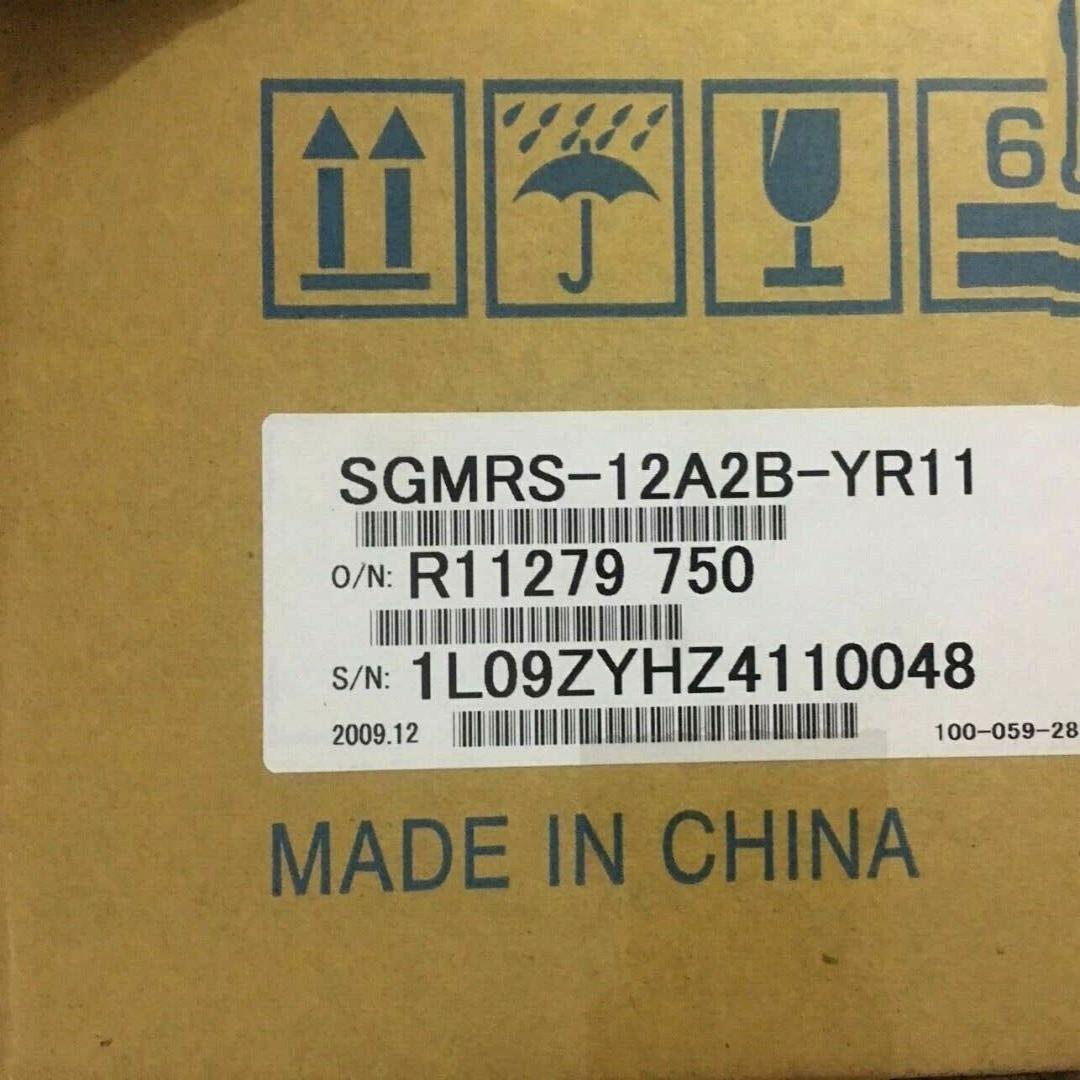 6
SGMRS-12A2B-YR11
O/N: R11279 750
S/N: 1L09ZYHZ4110048
2009.12
100-059-28
MADE IN CHINA